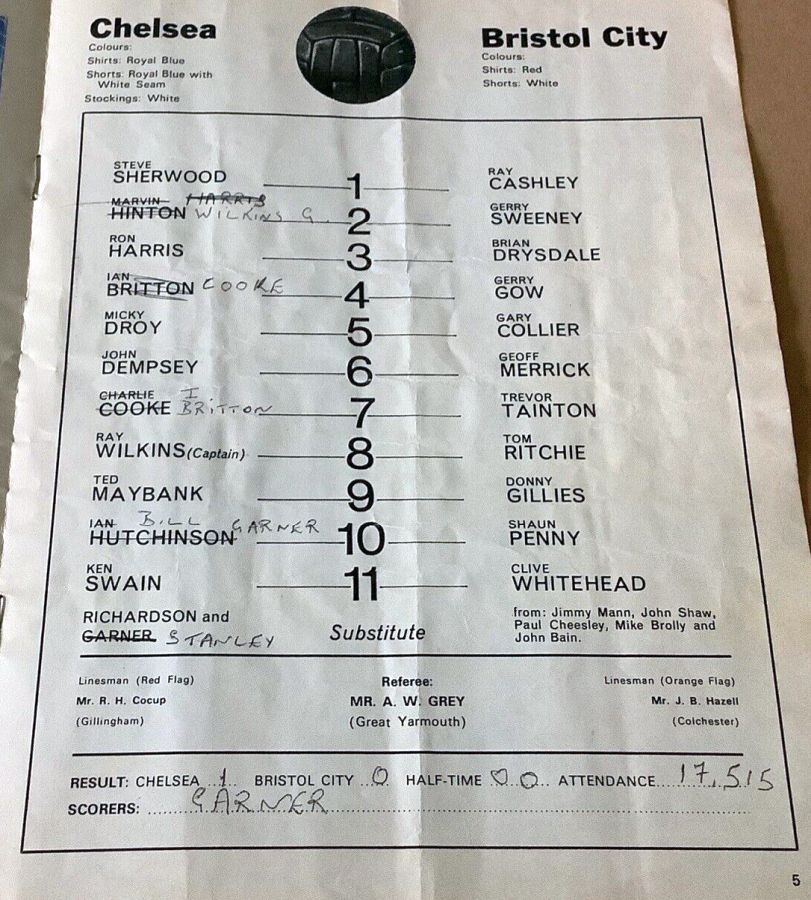 Chelsea
Colours:
Shirts: Royal Blue
Shorts: Royal Blue with
White Seam
Stockings: White
Bristol City
Colours:
Shirts: Red
Shorts: White
STEVE
SHERWOOD 1 RAY CASHLEY
MARVIN HARRIS
HINTON WILKINS G. 2 GERRY SWEENEY
RON
HARRIS 3 BRIAN DRYSDALE
IAN
BRITTON COOKE 4 GERRY GOW
MICKY
DROY 5 GARY COLLIER
JOHN
DEMPSEY 6 GEOFF MERRICK
CHARLIE I
COOKE BRITTON 7 TREVOR TAINTON
RAY
WILKINS (Captain) 8 TOM RITCHIE
TED
MAYBANK 9 DONNY GILLIES
IAN BILL GARNER
HUTCHINSON 10 SHAUN PENNY
KEN
SWAIN 11 CLIVE WHITEHEAD
RICHARDSON and
GARNER STANLEY
Substitute
from: Jimmy Mann, John Shaw,
Paul Cheesley, Mike Brolly and
John Bain.
Linesman (Red Flag)
Mr. R. H. Cocup
(Gillingham)
Referee:
MR. A. W. GREY
(Great Yarmouth)
Linesman (Orange Flag)
Mr. J. B. Hazell
(Colchester)
RESULT: CHELSEA 1 BRISTOL CITY 0 HALF-TIME 0 0 ATTENDANCE 17,515
SCORERS: GARNER
5